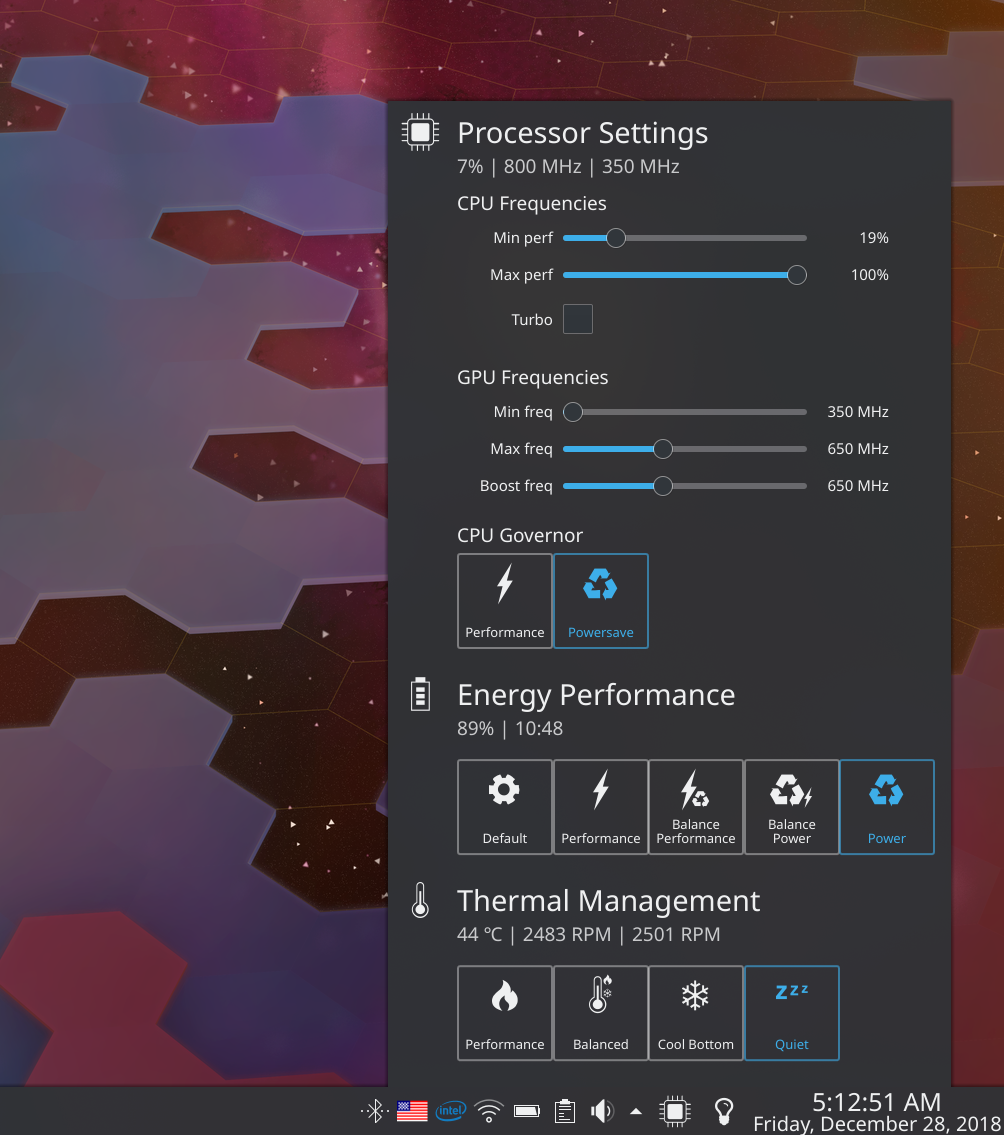 Processor Settings
7% | 800 MHz | 350 MHz
CPU Frequencies
Min perf 19%
Max perf 100%
Turbo
GPU Frequencies
Min freq 350 MHz
Max freq 650 MHz
Boost freq 650 MHz
CPU Governor
Performance Powersave
Energy Performance
89% | 10:48
Default Performance Balance Performance Balance Power Power
Thermal Management
44 °C | 2483 RPM | 2501 RPM
zzz
Performance Balanced Cool Bottom Quiet
intel
5:12:51 AM
Friday, December 28, 2018